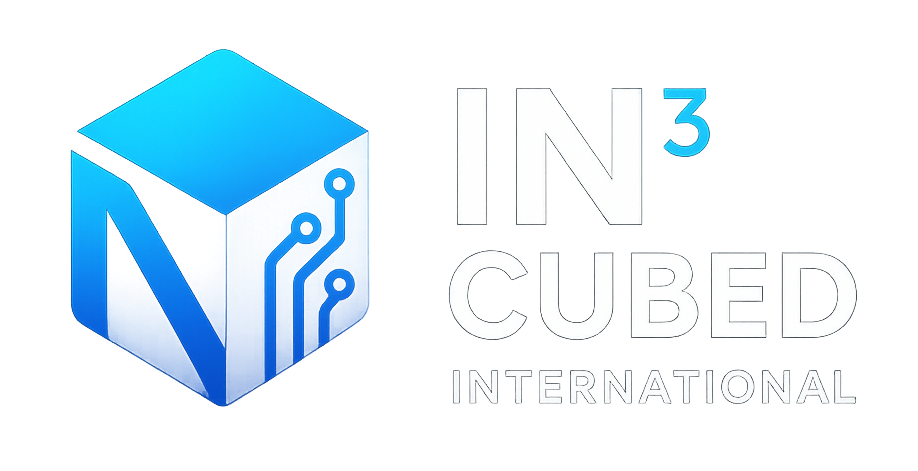 IN³
CUBED
INTERNATIONAL